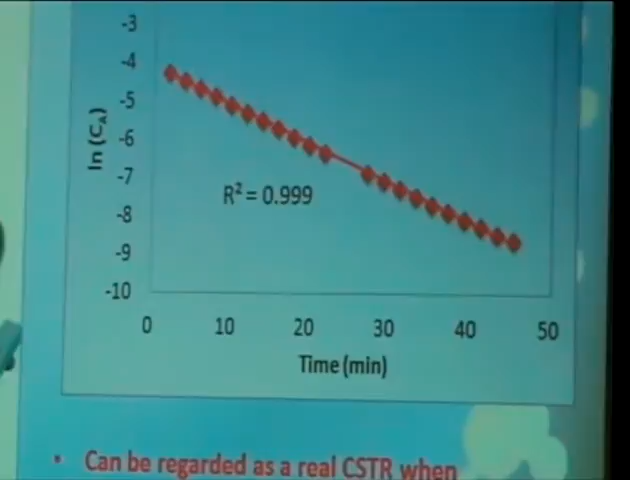 -3
-4
-5
-6
-7
-8
-9
-10
ln (CA)
R² = 0.999
0 10 20 30 40 50
Time (min)
• Can be regarded as a real CSTR when